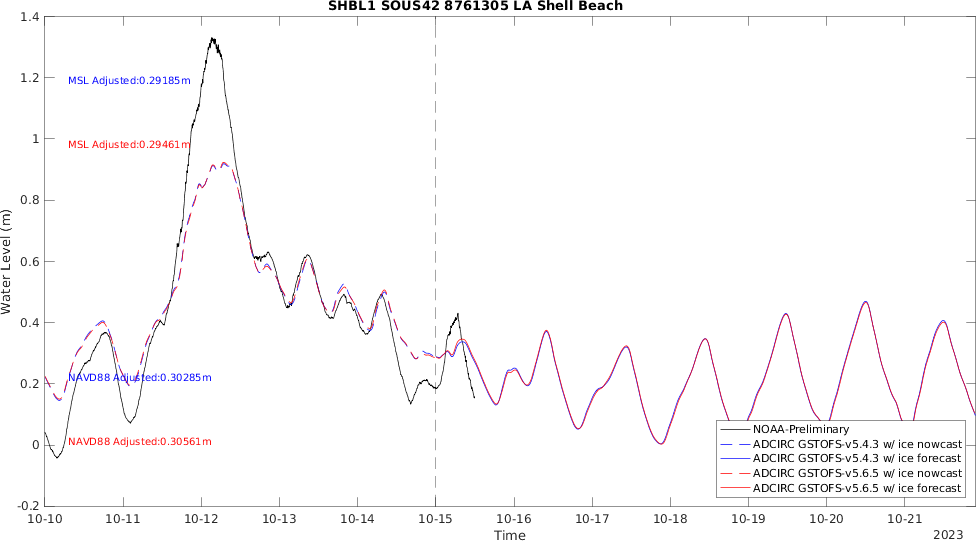 SHBL1 SOUS42 8761305 LA Shell Beach
Water Level (m)
1.4
1.2
1
0.8
0.6
0.4
0.2
0
-0.2
MSL Adjusted:0.29185m
MSL Adjusted:0.29461m
NAVD88 Adjusted:0.30285m
NAVD88 Adjusted:0.30561m
NOAA-Preliminary
ADCIRC GSTOFS-v5.4.3 w/ ice nowcast
ADCIRC GSTOFS-v5.4.3 w/ ice forecast
ADCIRC GSTOFS-v5.6.5 w/ ice nowcast
ADCIRC GSTOFS-v5.6.5 w/ ice forecast
10-10 10-11 10-12 10-13 10-14 10-15 10-16 10-17 10-18 10-19 10-20 10-21
Time
2023